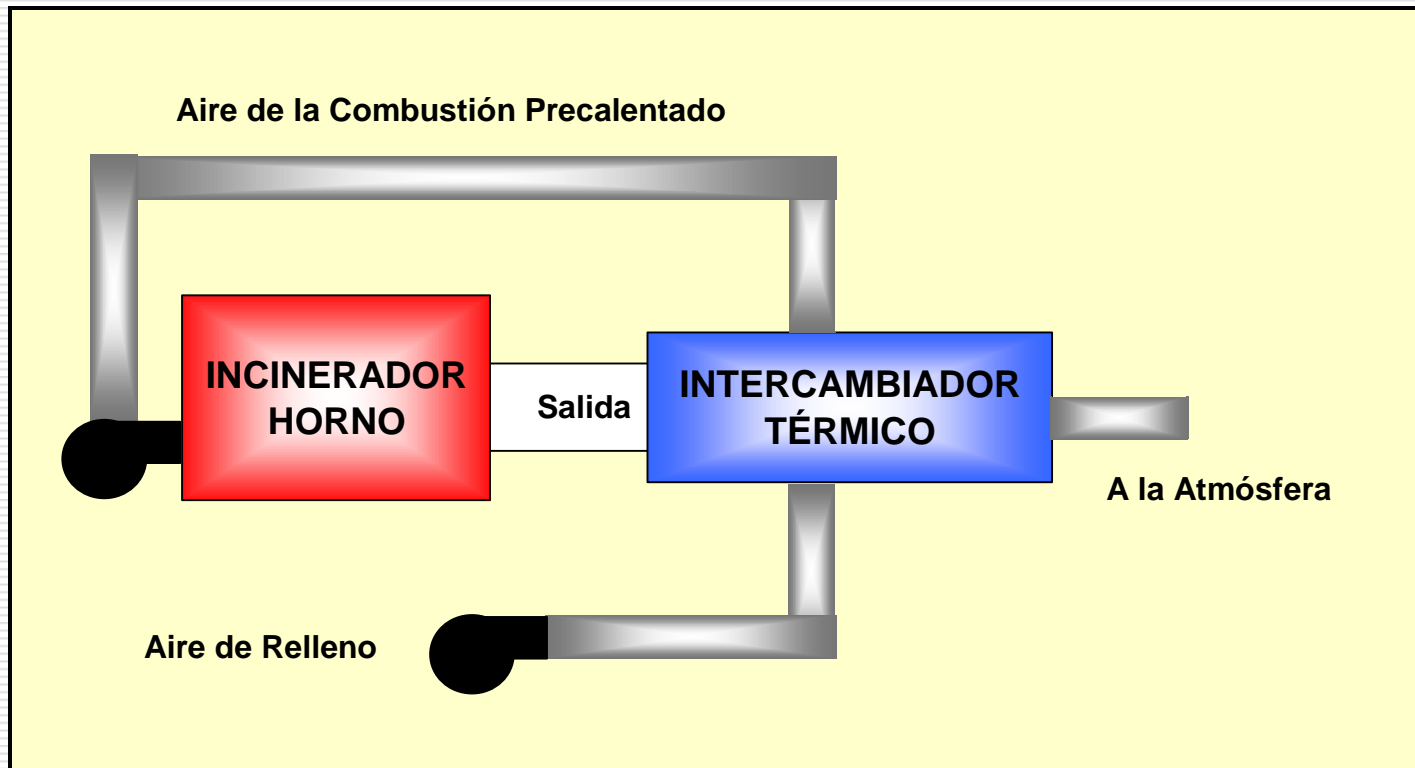 Aire de la Combustión Precalentado
INCINERADOR
HORNO
Salida
INTERCAMBIADOR
TÉRMICO
A la Atmósfera
Aire de Relleno